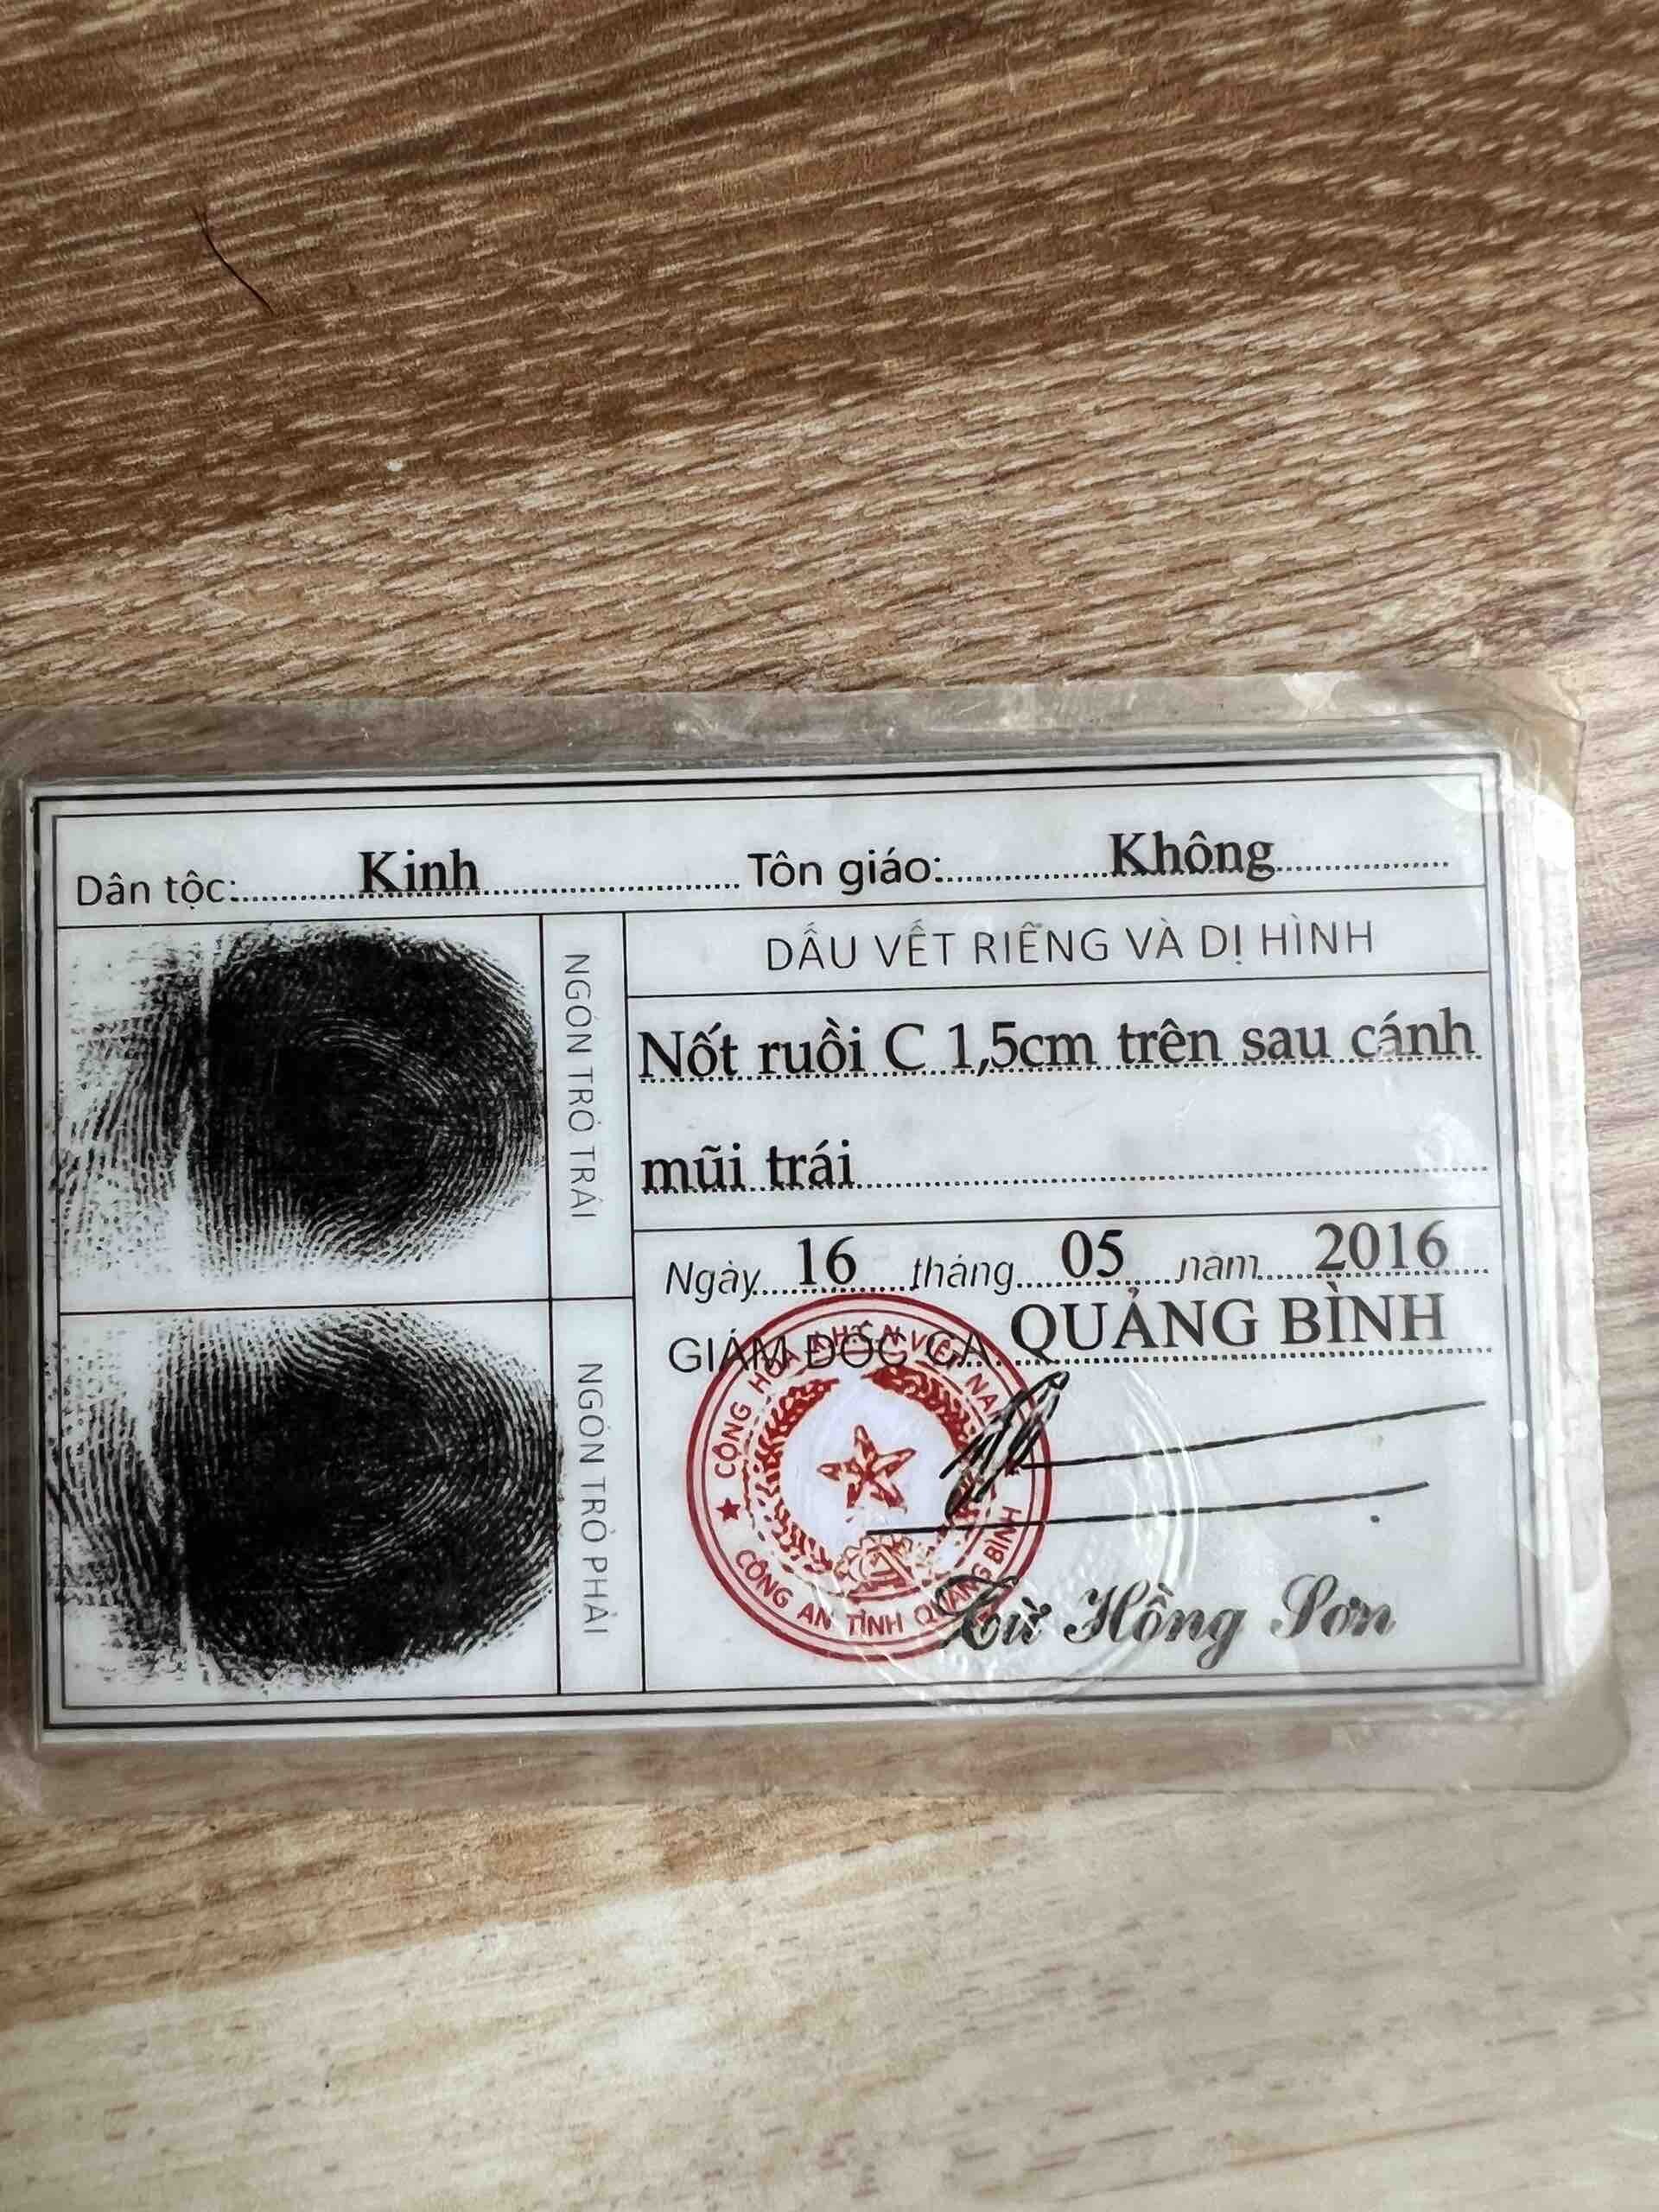 Dân tộc: Kinh Tôn giáo: Không
NGÓN TRỎ TRÁI
DẤU VẾT RIÊNG VÀ DỊ HÌNH
Nốt ruồi C 1,5cm trên sau cánh
mũi trái
Ngày 16 tháng 05 năm 2016
GIÁM ĐỐC CA QUẢNG BÌNH
NGÓN TRỎ PHẢI
CÔNG AN TỈNH QUẢNG BÌNH
Từ Hồng Sơn